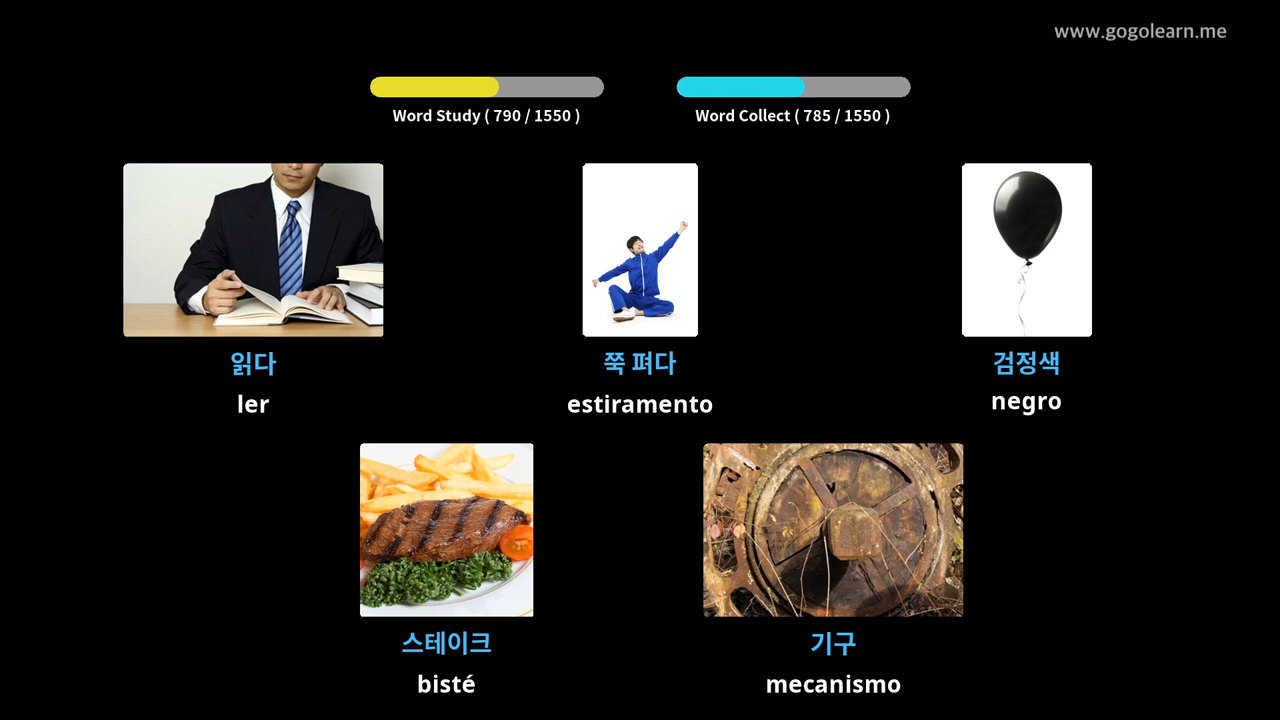 www.gogolearn.me
Word Study ( 790 / 1550 )
Word Collect ( 785 / 1550 )
읽다
ler
쭉 펴다
estiramento
검정색
negro
스테이크
bisté
기구
mecanismo